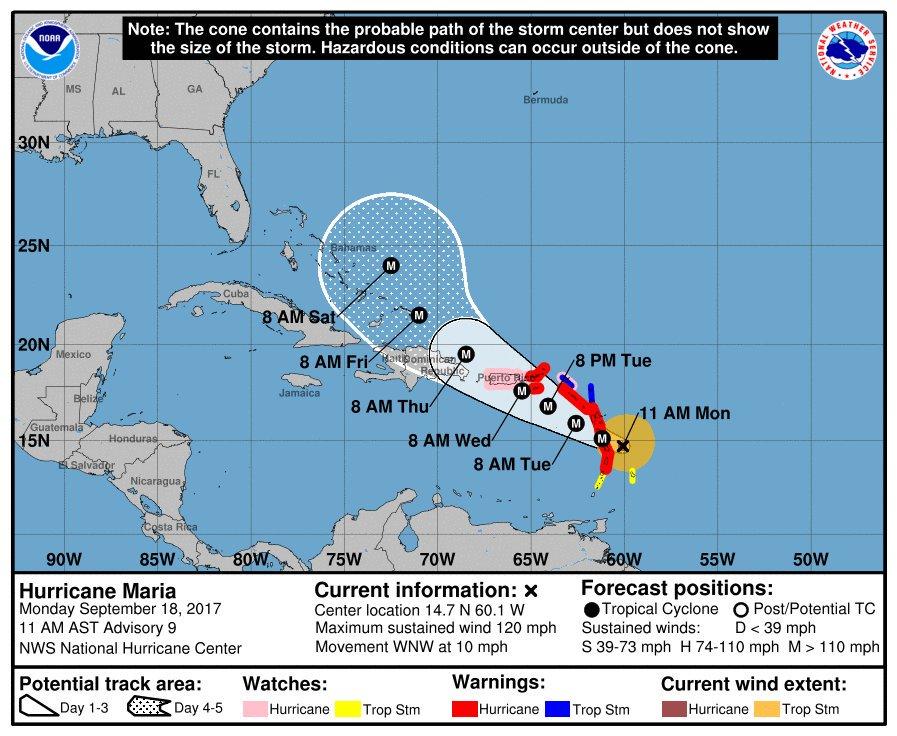 Note: The cone contains the probable path of the storm center but does not show
the size of the storm. Hazardous conditions can occur outside of the cone.
NOAA
NATIONAL WEATHER SERVICE
MS
AL
GA
Bermuda
30N
FL
25N
Bahamas
Cuba
8 AM Sat
20N
8 AM Fri
Haiti
Dominican
Republic
8 PM Tue
Mexico
Puerto Rico
Jamaica
8 AM Thu
Belize
11 AM Mon
Guatemala
Honduras
15N
8 AM Wed
El Salvador
8 AM Tue
Nicaragua
Costa Rica
90W 85W 80W 75W 70W 65W 60W 55W 50W
M M M M M M M
Hurricane Maria
Monday September 18, 2017
11 AM AST Advisory 9
NWS National Hurricane Center
Current information: x
Center location 14.7 N 60.1 W
Maximum sustained wind 120 mph
Movement WNW at 10 mph
Forecast positions:
Tropical Cyclone Post/Potential TC
Sustained winds: D < 39 mph
S 39-73 mph H 74-110 mph M > 110 mph
Potential track area:
Day 1-3 Day 4-5
Watches:
Hurricane Trop Stm
Warnings:
Hurricane Trop Stm
Current wind extent:
Hurricane Trop Stm